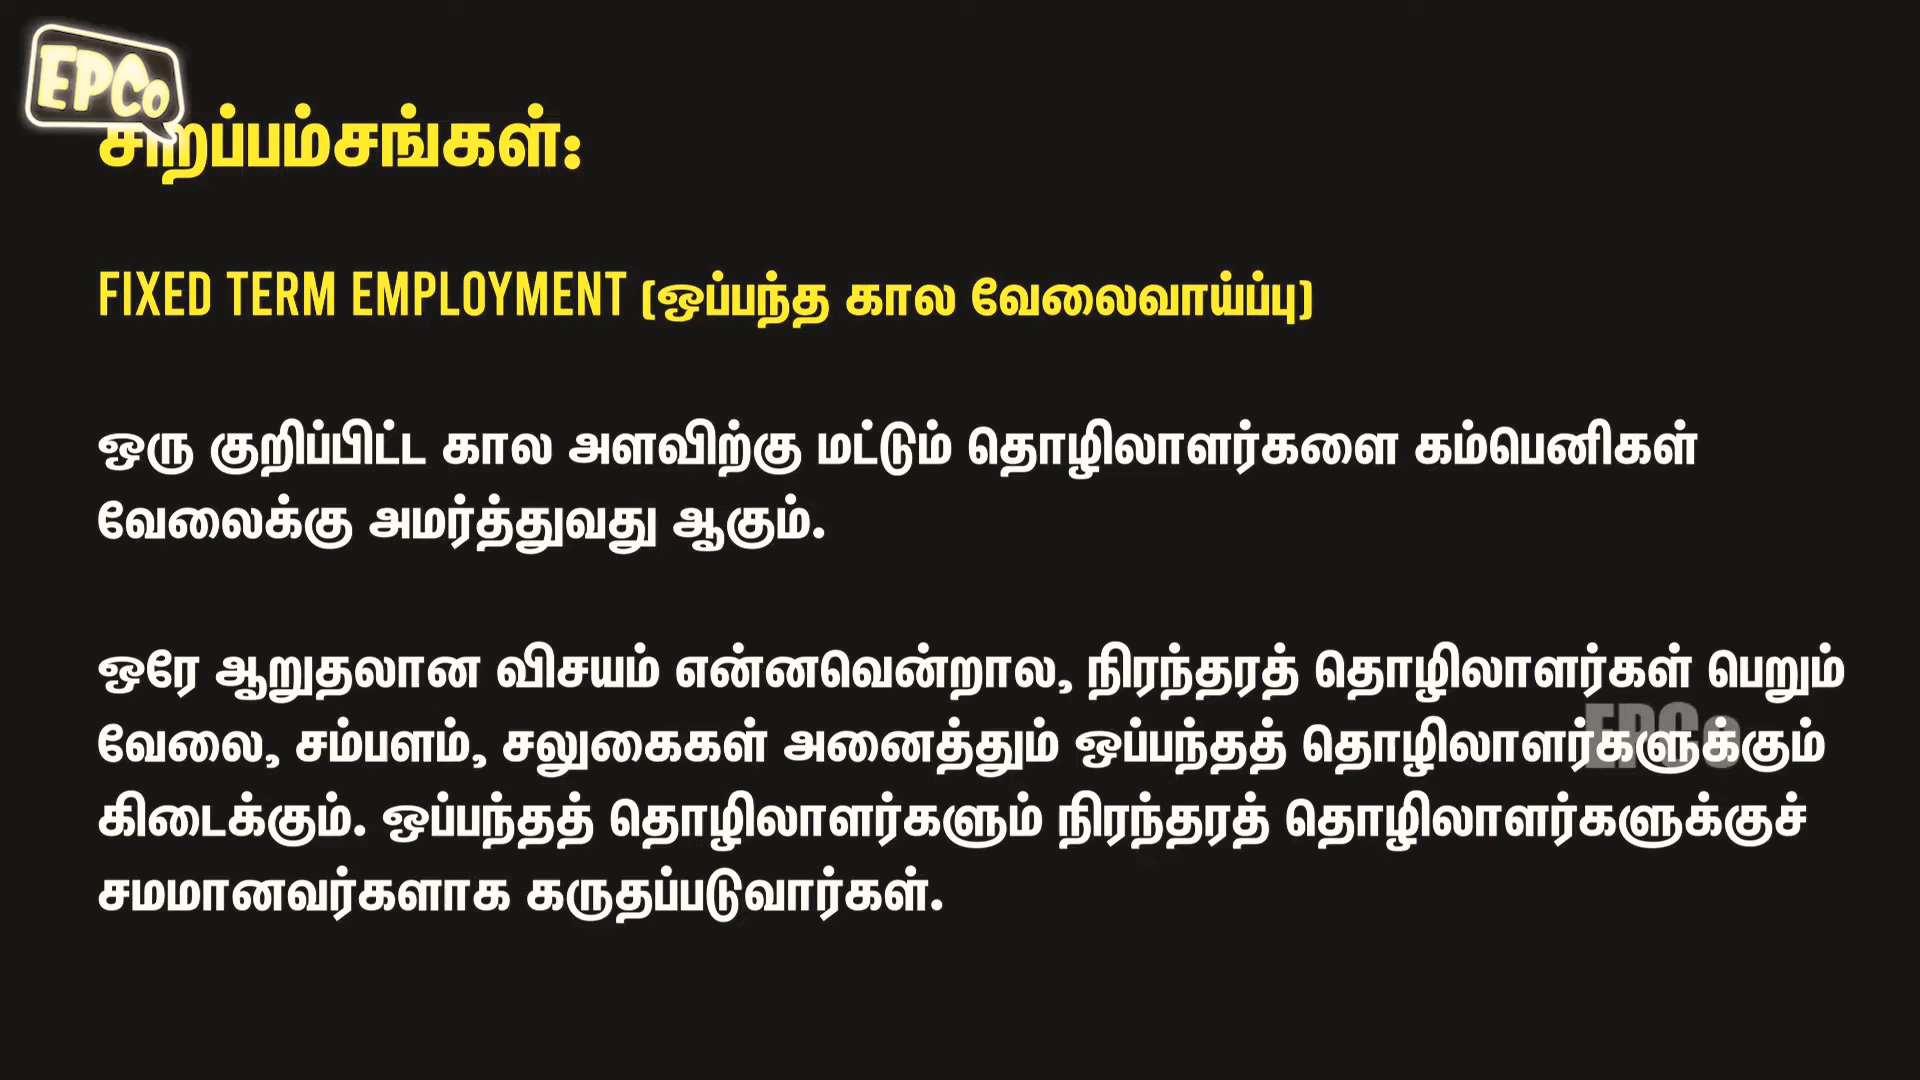 EPCo
சிறப்பம்சங்கள்:
FIXED TERM EMPLOYMENT (ஒப்பந்த கால வேலைவாய்ப்பு)
ஒரு குறிப்பிட்ட கால அளவிற்கு மட்டும் தொழிலாளர்களை கம்பெனிகள்
வேலைக்கு அமர்த்துவது ஆகும்.
ஒரே ஆறுதலான விசயம் என்னவென்றால, நிரந்தரத் தொழிலாளர்கள் பெறும்
வேலை, சம்பளம், சலுகைகள் அனைத்தும் ஒப்பந்தத் தொழிலாளர்களுக்கும்
EPCo
கிடைக்கும். ஒப்பந்தத் தொழிலாளர்களும் நிரந்தரத் தொழிலாளர்களுக்குச்
சமமானவர்களாக கருதப்படுவார்கள்.